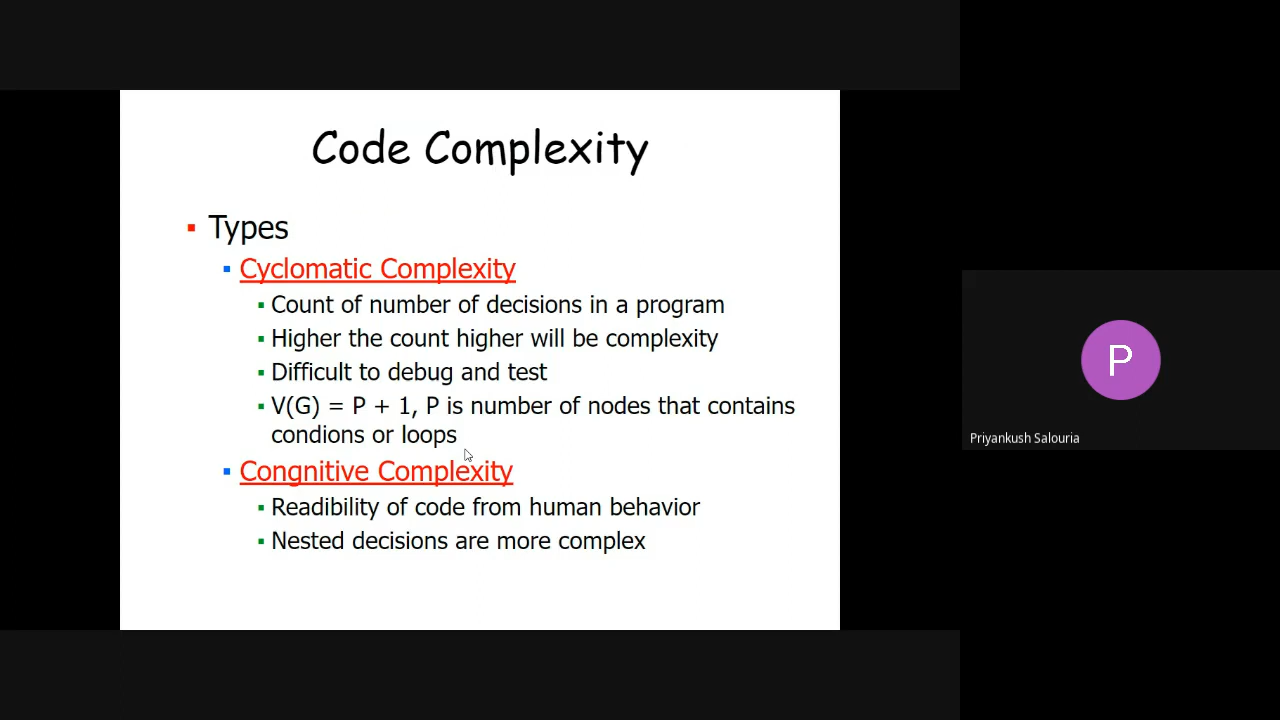 Code Complexity
Types
Cyclomatic Complexity
Count of number of decisions in a program
Higher the count higher will be complexity
Difficult to debug and test
V(G) = P + 1, P is number of nodes that contains
condions or loops
Congnitive Complexity
Readibility of code from human behavior
Nested decisions are more complex
P
Priyankush Salouria